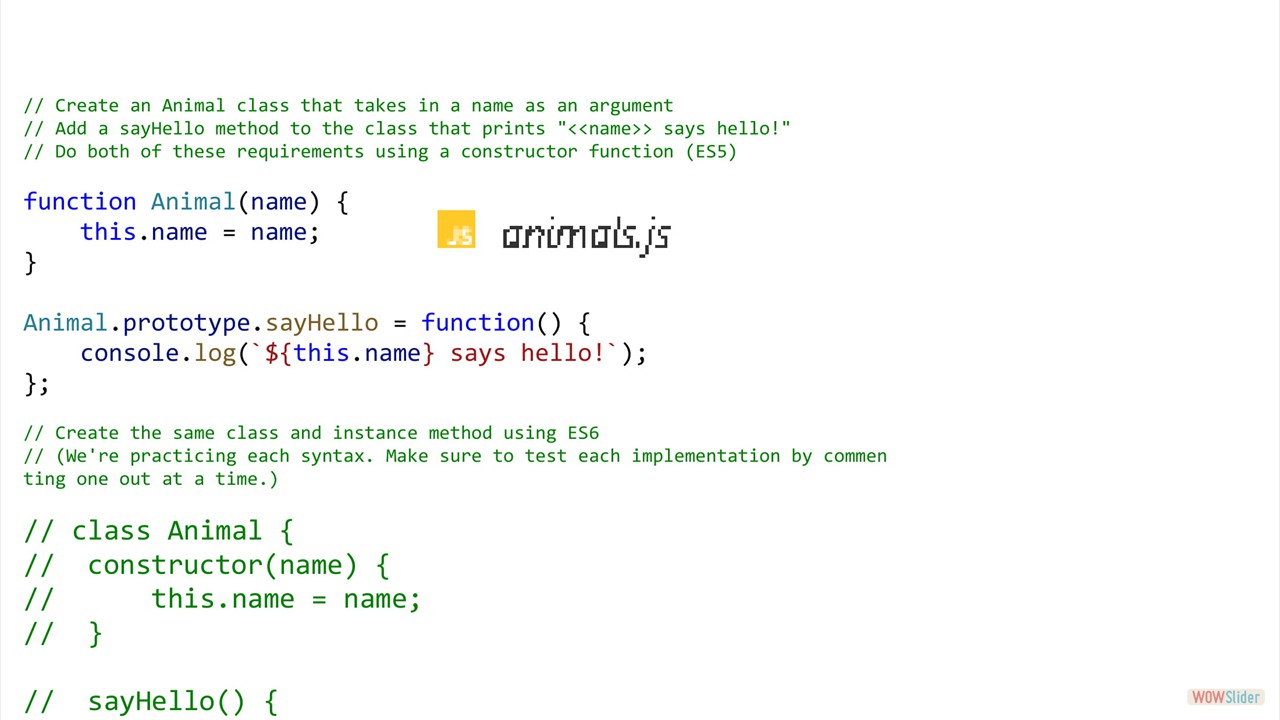 // Create an Animal class that takes in a name as an argument
// Add a sayHello method to the class that prints "<<name>> says hello!"
// Do both of these requirements using a constructor function (ES5)
function Animal(name) {
    this.name = name;
}
JS animals.js
Animal.prototype.sayHello = function() {
    console.log(`${this.name} says hello!`);
};
// Create the same class and instance method using ES6
// (We're practicing each syntax. Make sure to test each implementation by commen
ting one out at a time.)
// class Animal {
//  constructor(name) {
//      this.name = name;
//  }
//  sayHello() {
WOWSlider